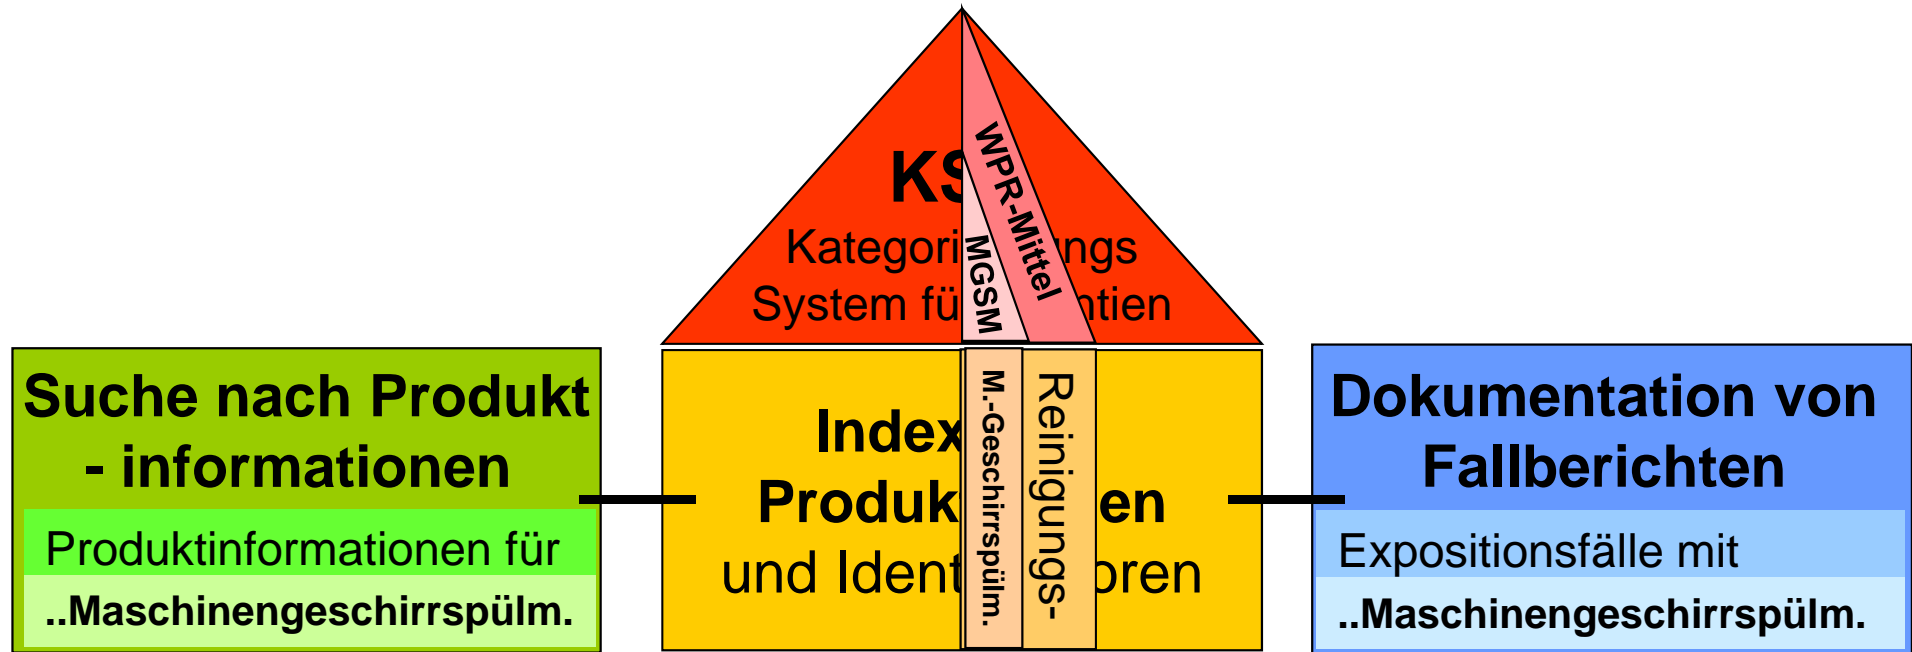 KS
WPR-Mittel
MGSM
Kategori ngs
System fü ntien
Suche nach Produkt
- informationen
Produktinformationen für
..Maschinengeschirrspülm.
Index
Produk en
und Ident oren
M.-Geschirrspülm.
Reinigungs-
Dokumentation von
Fallberichten
Expositionsfälle mit
..Maschinengeschirrspülm.